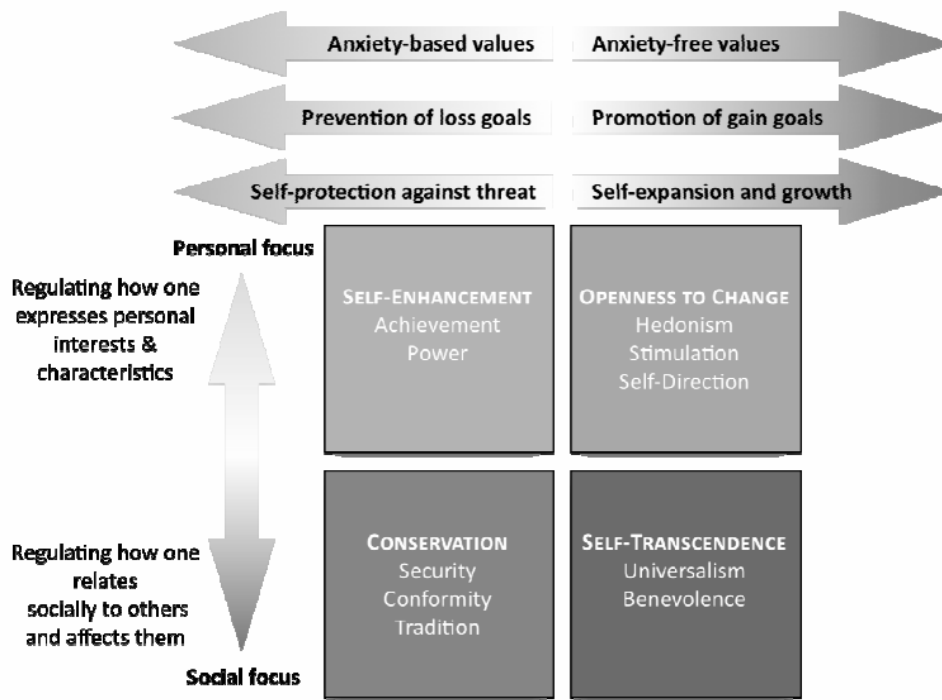 Anxiety-based values
Anxiety-free values
Prevention of loss goals
Promotion of gain goals
Self-protection against threat
Self-expansion and growth
Personal focus
Regulating how one
expresses personal
interests &
characteristics
SELF-ENHANCEMENT
Achievement
Power
OPENNESS TO CHANGE
Hedonism
Stimulation
Self-Direction
Regulating how one
relates
socially to others
and affects them
Social focus
CONSERVATION
Security
Conformity
Tradition
SELF-TRANSCENDENCE
Universalism
Benevolence